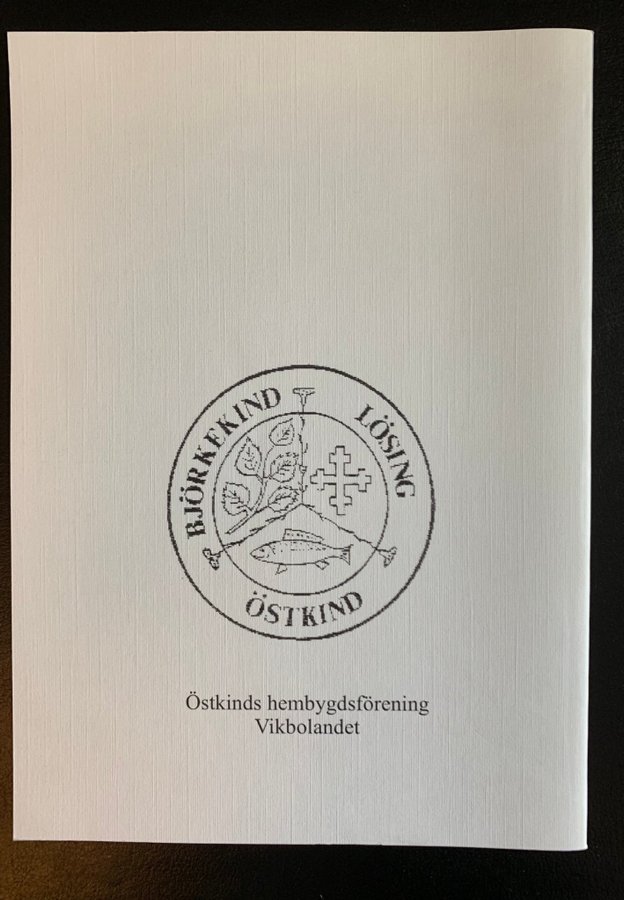 BJÖRKEKIND
LÖSING
ÖSTKIND
Östkinds hembygdsförening
Vikbolandet